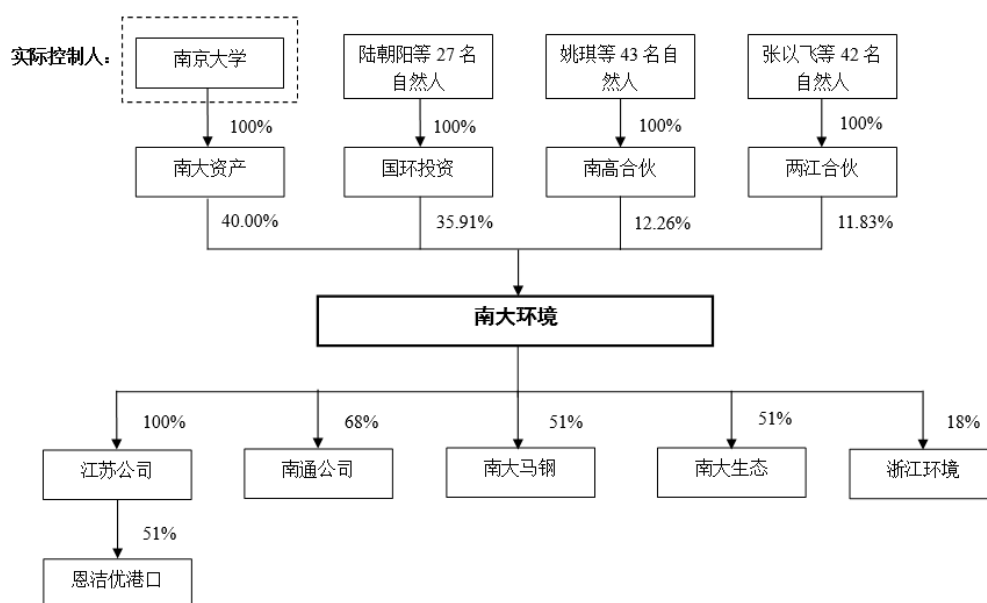 实际控制人：
南京大学
陆朝阳等 27 名
自然人
姚琪等 43 名自
然人
张以飞等 42 名
自然人
100%
100%
100%
100%
南大资产
国环投资
南高合伙
两江合伙
40.00%
35.91%
12.26%
11.83%
南大环境
100%
68%
51%
51%
18%
江苏公司
南通公司
南大马钢
南大生态
浙江环境
51%
恩洁优港口